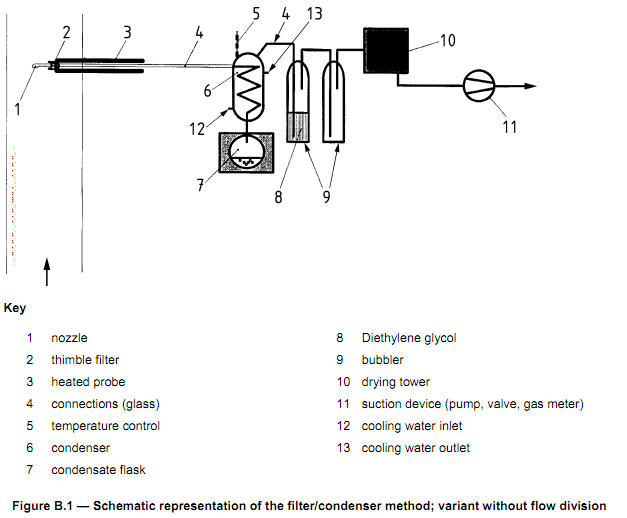 5
4
13
2
3
4
10
6
1
12
11
7
8
9
Key
1 nozzle
2 thimble filter
3 heated probe
4 connections (glass)
5 temperature control
6 condenser
7 condensate flask
8 Diethylene glycol
9 bubbler
10 drying tower
11 suction device (pump, valve, gas meter)
12 cooling water inlet
13 cooling water outlet
Figure B.1 — Schematic representation of the filter/condenser method; variant without flow division